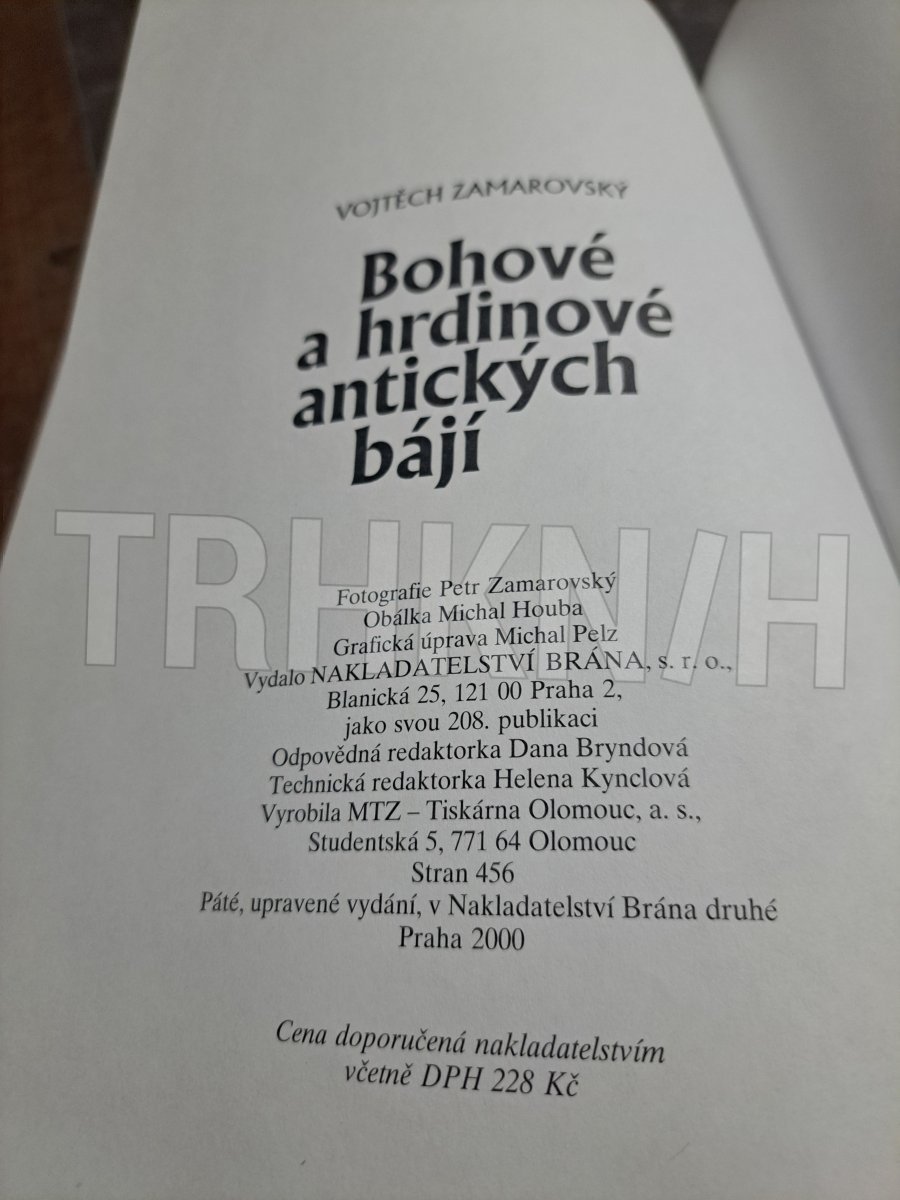 VOJTĚCH ZAMAROVSKÝ
Bohové
a hrdinové
antických
bájí
TRHKN/H
Fotografie Petr Zamarovský
Obálka Michal Houba
Grafická úprava Michal Pelz
Vydalo NAKLADATELSTVÍ BRÁNA, s. r. o.,
Blanická 25, 121 00 Praha 2,
jako svou 208. publikaci
Odpovědná redaktorka Dana Bryndová
Technická redaktorka Helena Kynclová
Vyrobila MTZ – Tiskárna Olomouc, a. s.,
Studentská 5, 771 64 Olomouc
Stran 456
Páté, upravené vydání, v Nakladatelství Brána druhé
Praha 2000
Cena doporučená nakladatelstvím
včetně DPH 228 Kč